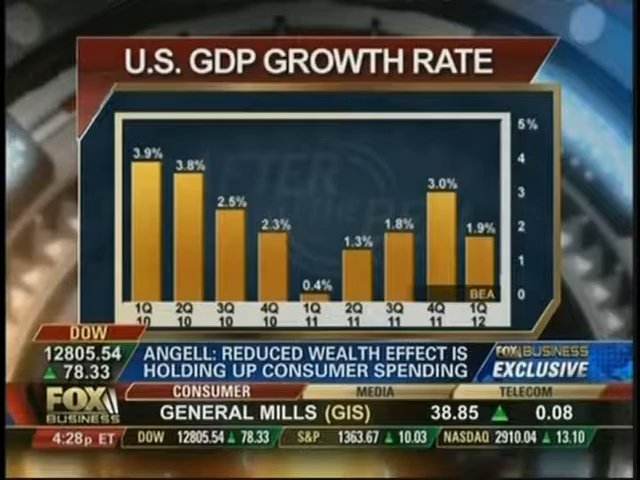 U.S. GDP GROWTH RATE
5%
4
3
2
1
0
3.9%
3.8%
2.5%
2.3%
0.4%
1.3%
1.8%
3.0%
1.9%
BEA
1Q 2Q 3Q 4Q 1Q 2Q 3Q 4Q 1Q
10 10 10 10 11 11 11 11 12
DOW
12805.54
78.33
ANGELL: REDUCED WEALTH EFFECT IS
HOLDING UP CONSUMER SPENDING
FOX BUSINESS
EXCLUSIVE
FOX
BUSINESS
CONSUMER MEDIA TELECOM
GENERAL MILLS (GIS) 38.85 0.08
4:28p ET DOW 12805.54 78.33 S&P 1363.67 10.03 NASDAQ 2910.04 13.10